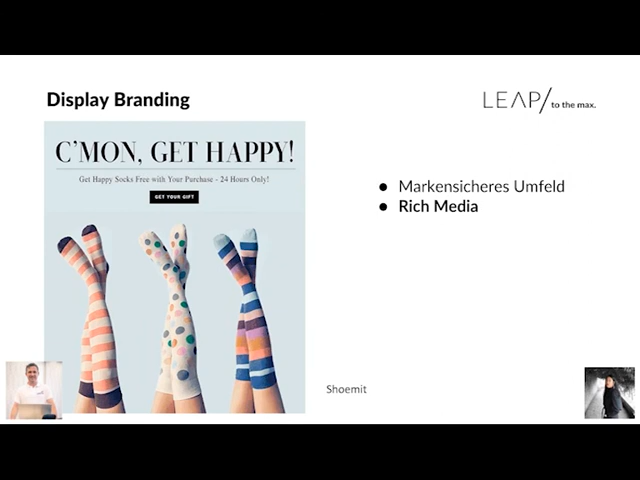 Display Branding
LEAP/ to the max.
C'MON, GET HAPPY!
Get Happy Socks Free with Your Purchase - 24 Hours Only!
GET YOUR GIFT
● Markensicheres Umfeld
● Rich Media
Shoemit